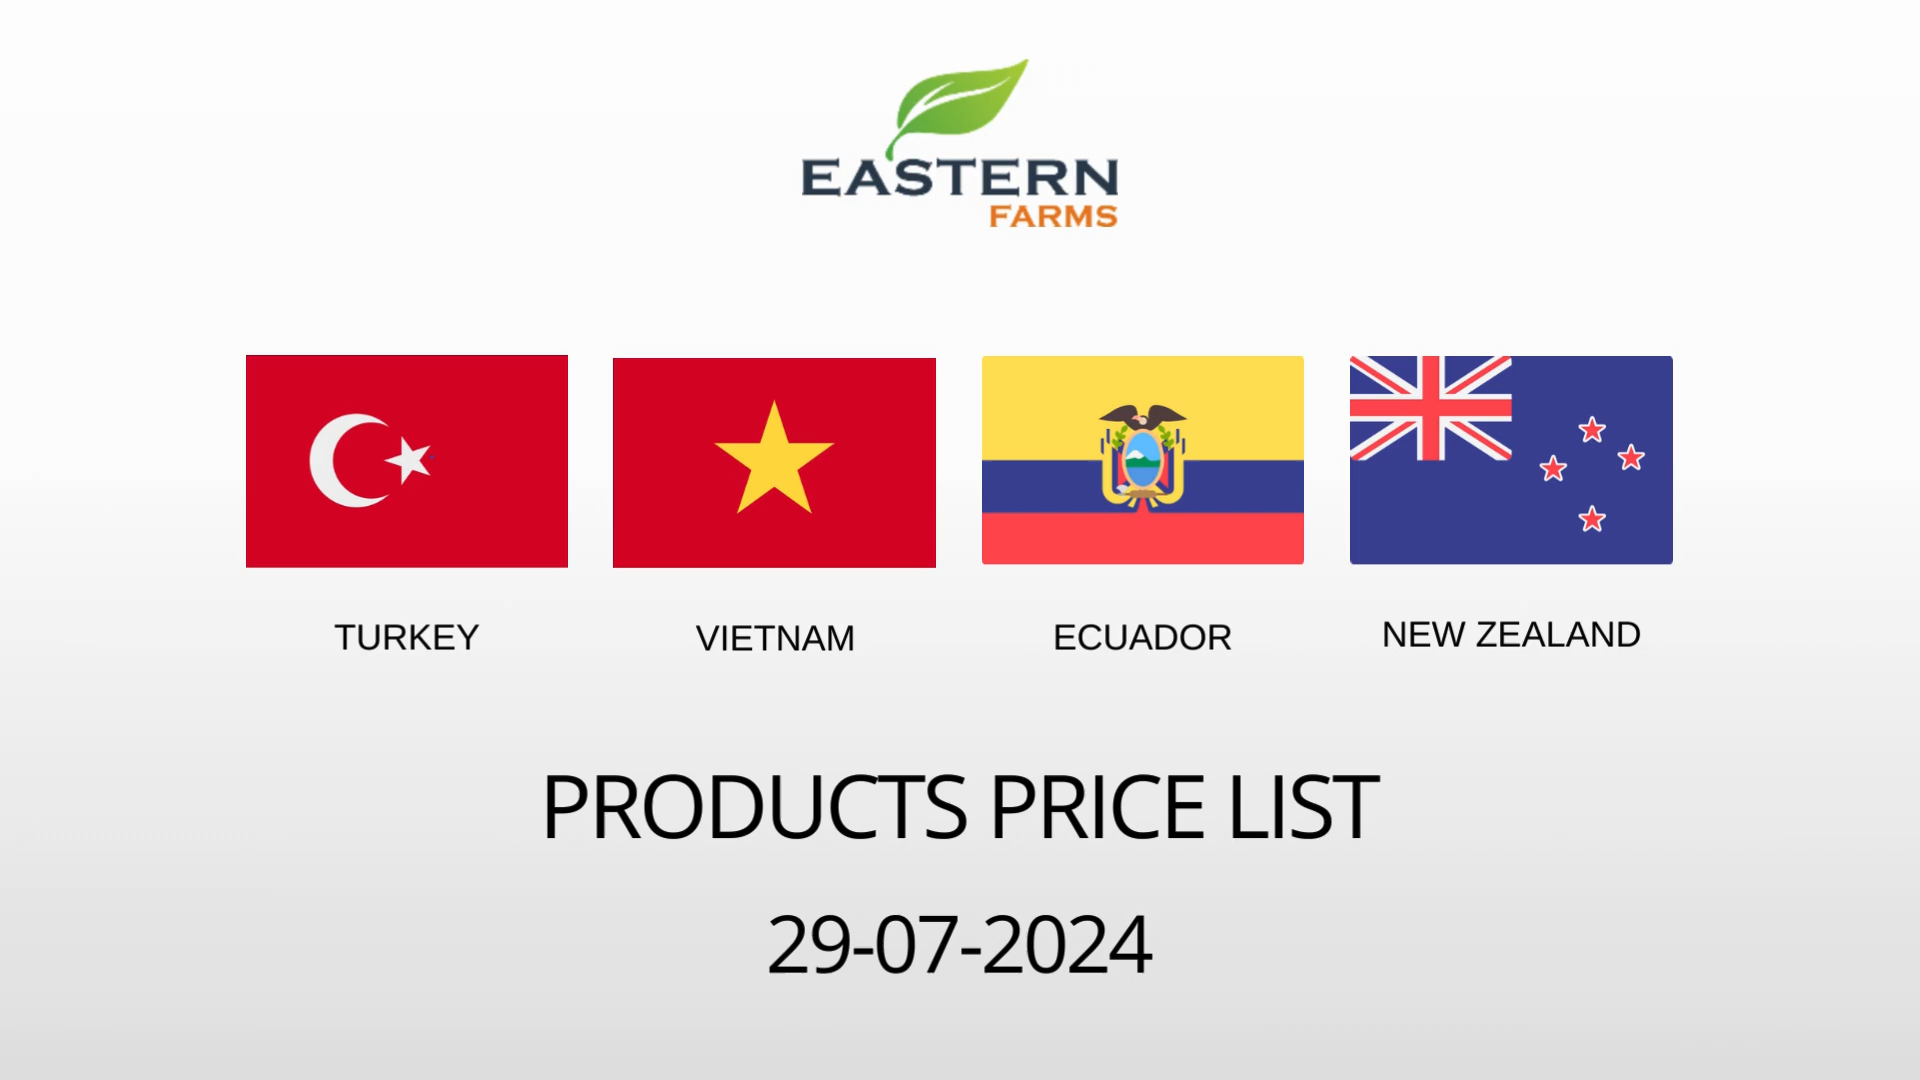 EASTERN
FARMS
TURKEY
VIETNAM
ECUADOR
NEW ZEALAND
PRODUCTS PRICE LIST
29-07-2024